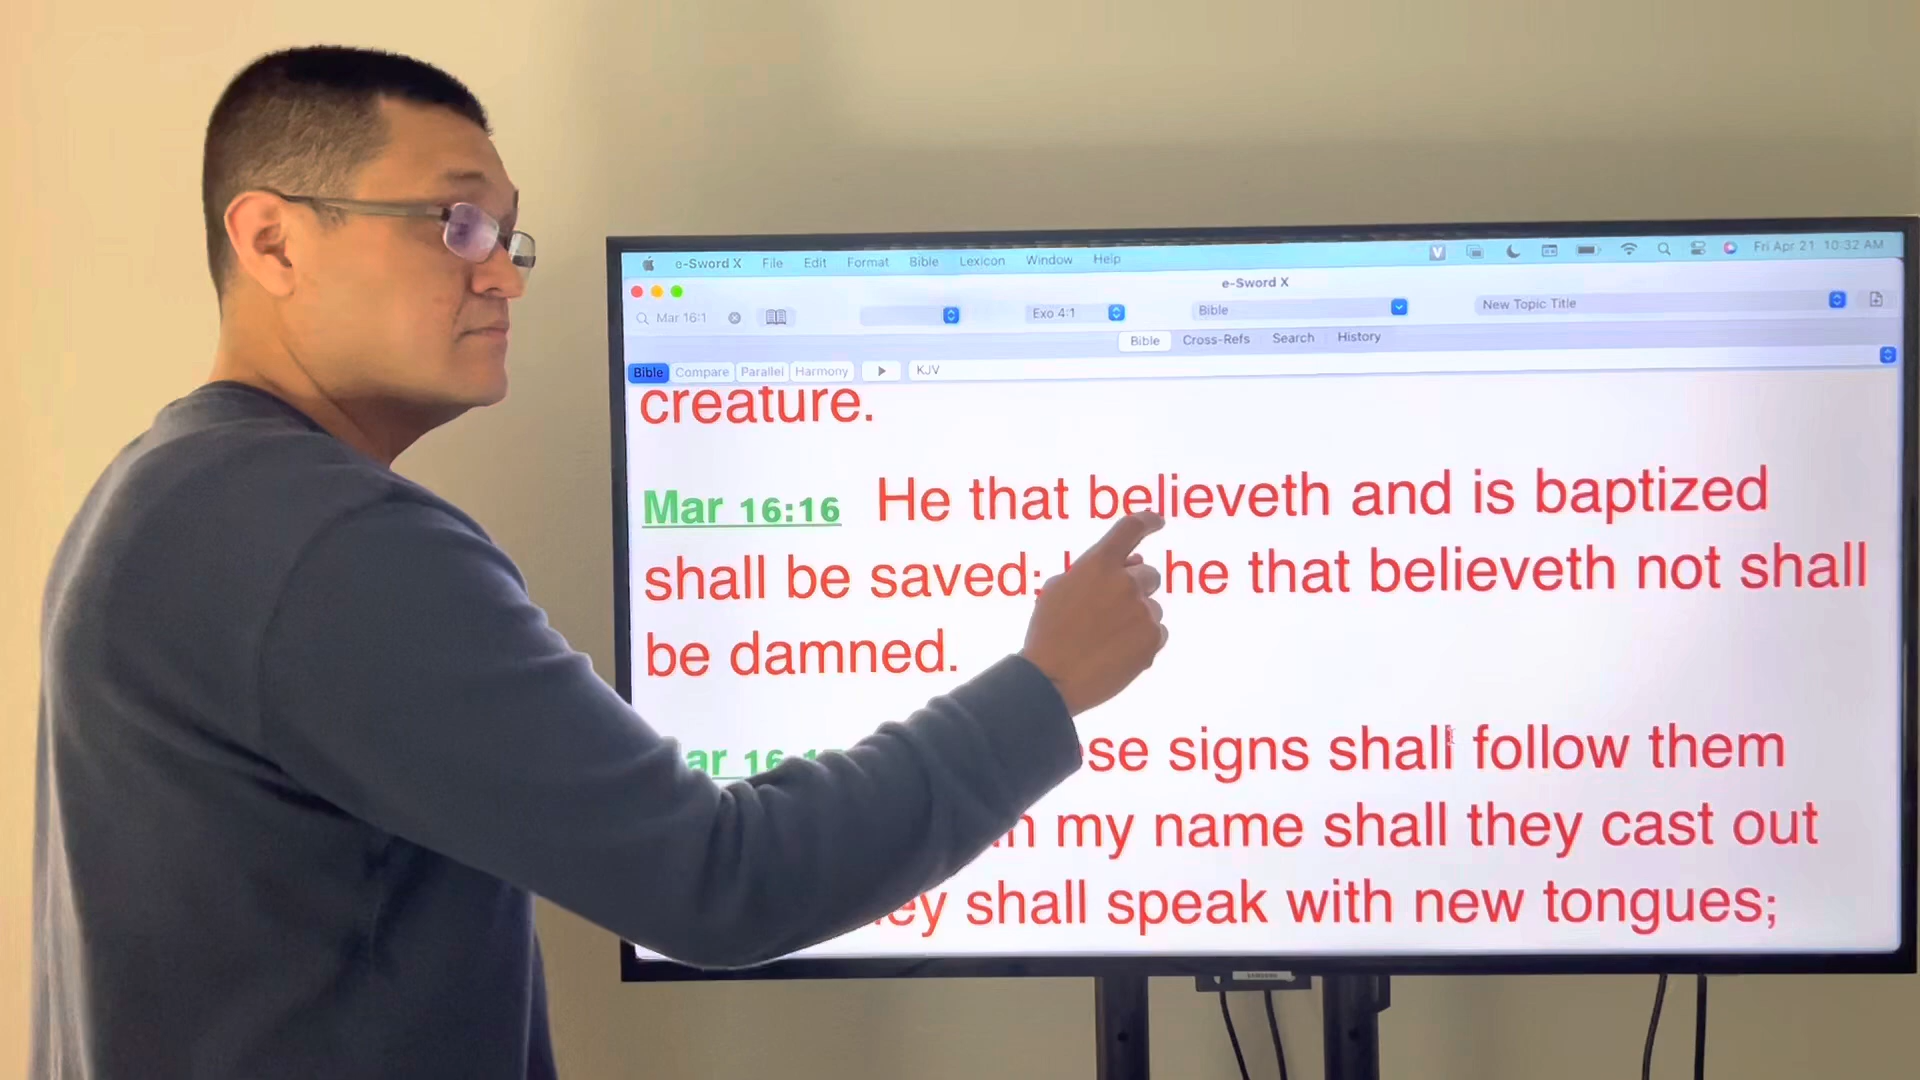 e-Sword X File Edit Format Bible Lexicon Window Help V Fri Apr 21 10:32 AM
e-Sword X
Mar 16:1 Exo 4:1 Bible New Topic Title
Bible Cross-Refs Search History
Bible Compare Parallel Harmony KJV
creature.
Mar 16:16 He that believeth and is baptized
shall be saved; he that believeth not shall
be damned.
signs shall follow them
my name shall they cast out
shall speak with new tongues;
SAMSUNG